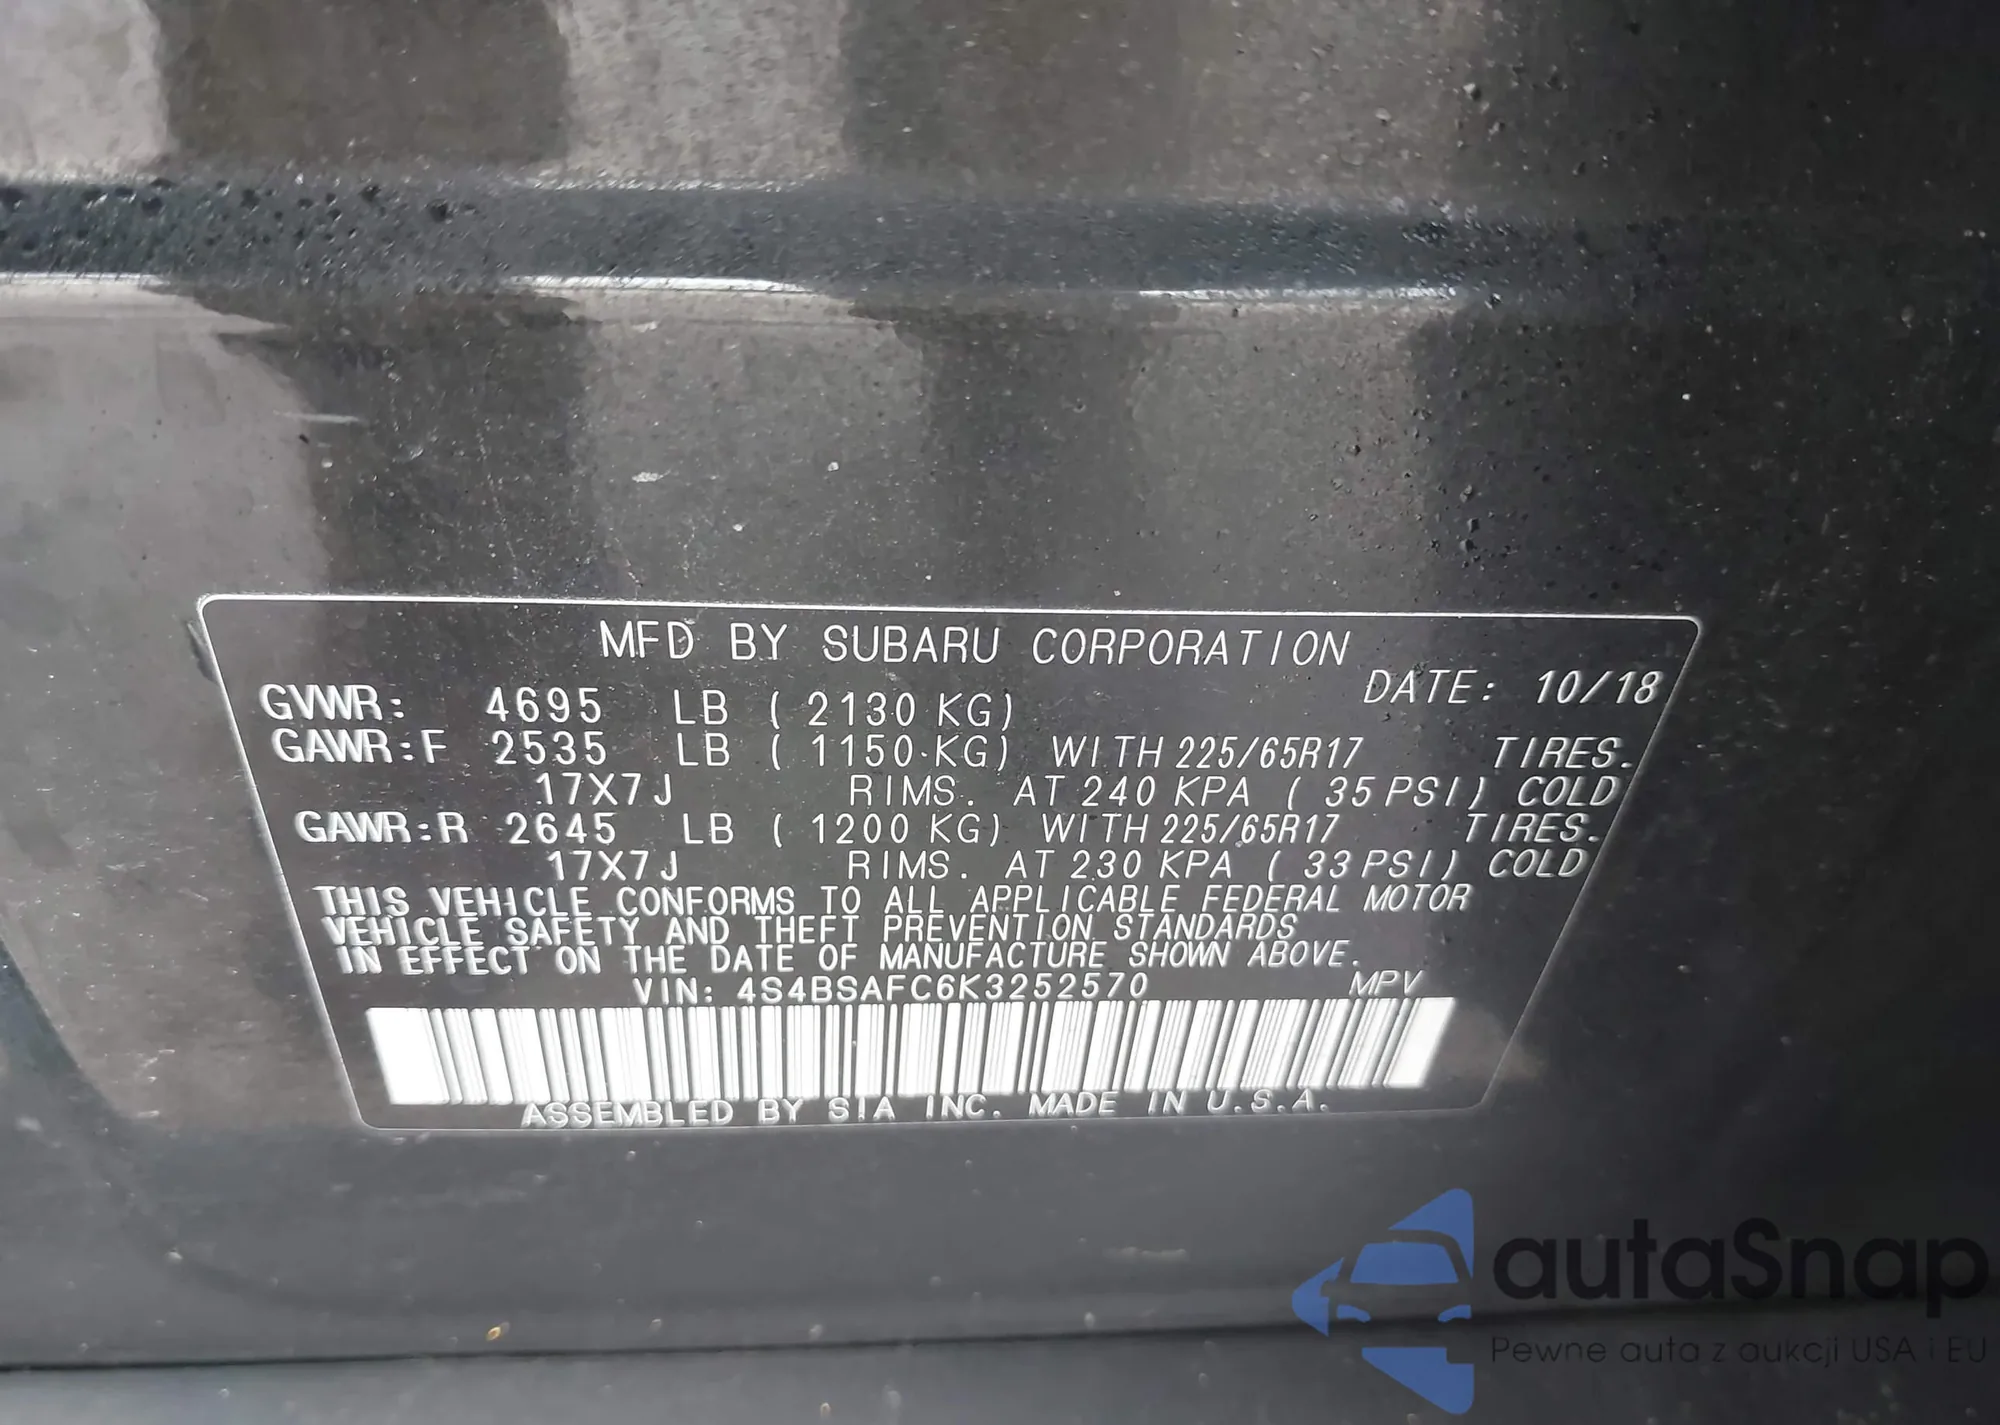 MFD BY SUBARU CORPORATION
DATE: 10/18
GVWR: 4695 LB ( 2130 KG)
GAWR:F 2535 LB ( 1150 KG) WITH 225/65R17 TIRES.
17X7J RIMS. AT 240 KPA ( 35 PSI) COLD
GAWR:R 2645 LB ( 1200 KG) WITH 225/65R17 TIRES.
17X7J RIMS. AT 230 KPA ( 33 PSI) COLD
THIS VEHICLE CONFORMS TO ALL APPLICABLE FEDERAL MOTOR
VEHICLE SAFETY AND THEFT PREVENTION STANDARDS
IN EFFECT ON THE DATE OF MANUFACTURE SHOWN ABOVE.
VIN: 4S4BSAFC6K3252570 MPV
ASSEMBLED BY SIA INC. MADE IN U.S.A.
autaSnap
Pewne auta z aukcji USA i EU